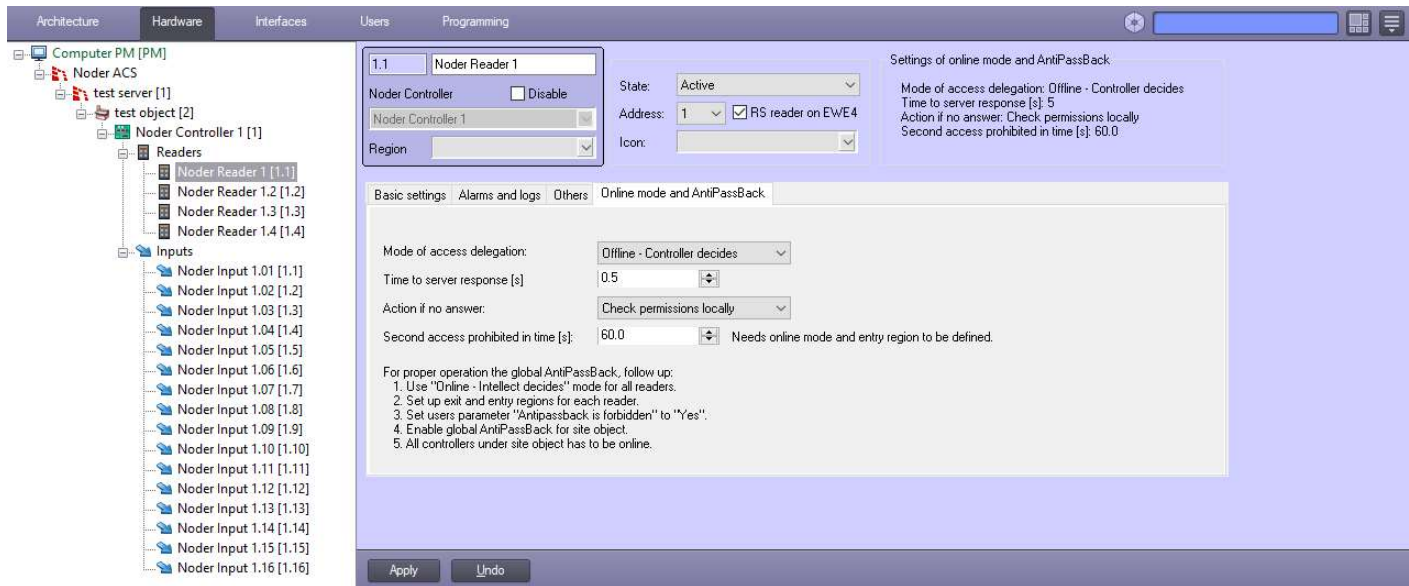 Architecture Hardware Interfaces Users Programming
Computer PM [PM]
Noder ACS
test server [1]
test object [2]
Noder Controller 1 [1]
Readers
Noder Reader 1 [1.1]
Noder Reader 1.2 [1.2]
Noder Reader 1.3 [1.3]
Noder Reader 1.4 [1.4]
Inputs
Noder Input 1.01 [1.1]
Noder Input 1.02 [1.2]
Noder Input 1.03 [1.3]
Noder Input 1.04 [1.4]
Noder Input 1.05 [1.5]
Noder Input 1.06 [1.6]
Noder Input 1.07 [1.7]
Noder Input 1.08 [1.8]
Noder Input 1.09 [1.9]
Noder Input 1.10 [1.10]
Noder Input 1.11 [1.11]
Noder Input 1.12 [1.12]
Noder Input 1.13 [1.13]
Noder Input 1.14 [1.14]
Noder Input 1.15 [1.15]
Noder Input 1.16 [1.16]
1.1 Noder Reader 1
Noder Controller Disable
Noder Controller 1
Region
State: Active
Address: 1 RS reader on EWE4
Icon:
Settings of online mode and AntiPassBack
Mode of access delegation: Offline - Controller decides
Time to server response [s]: 5
Action if no answer: Check permissions locally
Second access prohibited in time [s]: 60.0
Basic settings Alarms and logs Others Online mode and AntiPassBack
Mode of access delegation: Offline - Controller decides
Time to server response [s] 0.5
Action if no answer: Check permissions locally
Second access prohibited in time [s]: 60.0 Needs online mode and entry region to be defined.
For proper operation the global AntiPassBack, follow up:
1. Use "Online - Intellect decides" mode for all readers.
2. Set up exit and entry regions for each reader.
3. Set users parameter "Antipassback is forbidden" to "Yes".
4. Enable global AntiPassBack for site object.
5. All controllers under site object has to be online.
Apply Undo